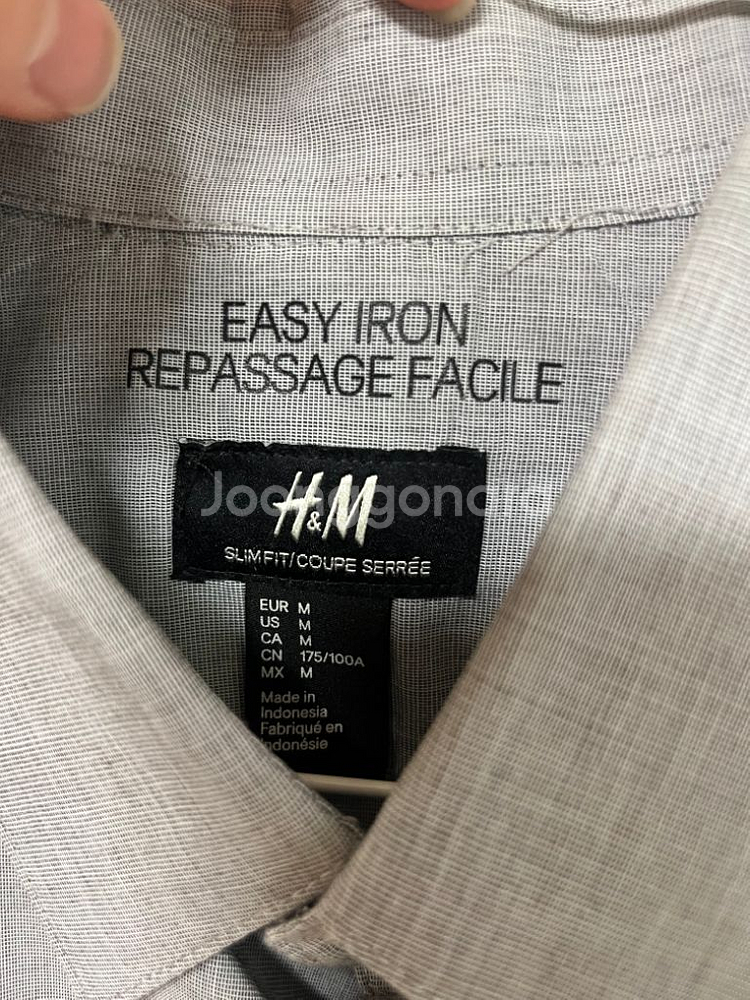 EASY IRON
REPASSAGE FACILE
H&M
SLIM FIT/COUPE SERRÉE
EUR M
US M
CA M
CN 175/100A
MX M
Made in
Indonesia
Fabriqué en
Indonésie